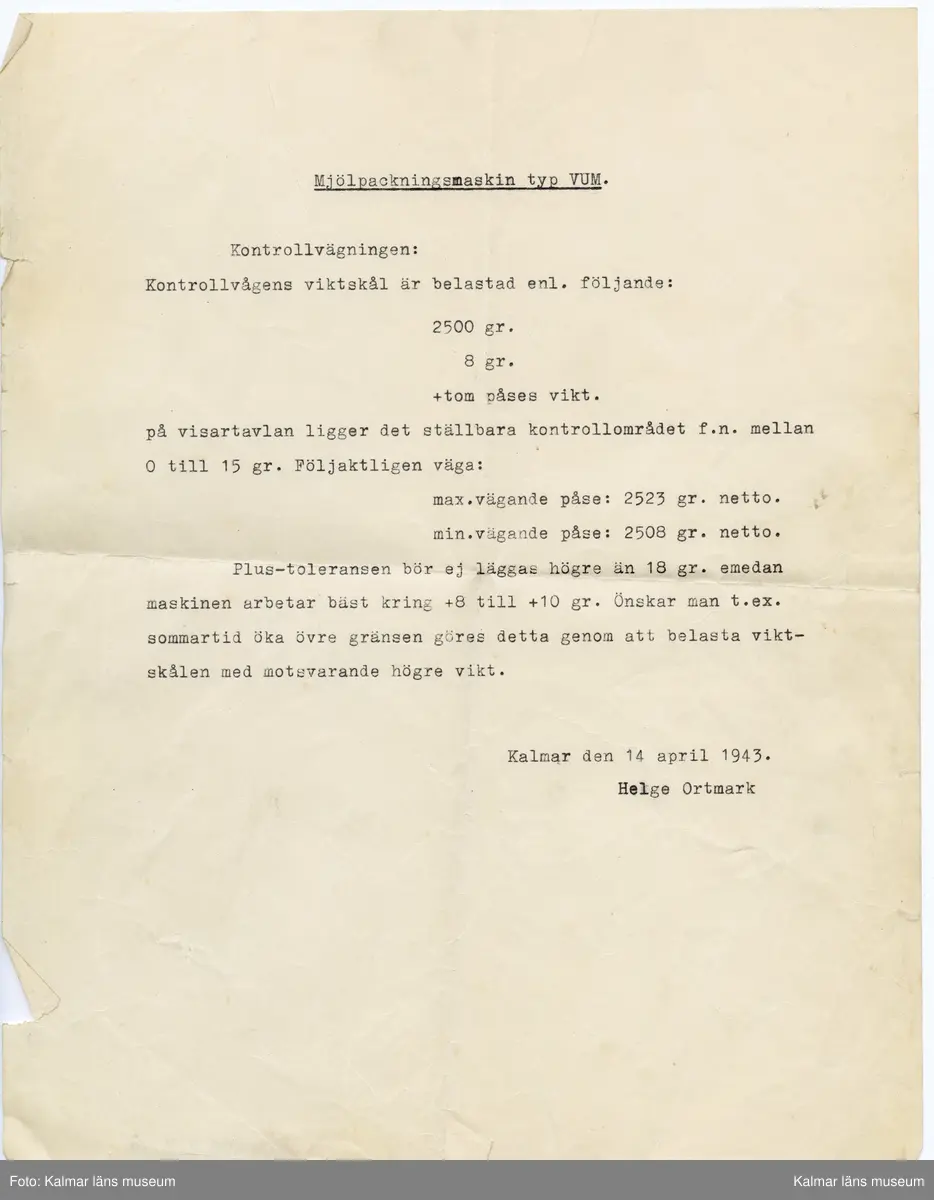 Mjölpackningsmaskin typ VUM.
Kontrollvägningen:
Kontrollvågens viktskål är belastad enl. följande:
2500 gr.
8 gr.
+tom påses vikt.
på visartavlan ligger det ställbara kontrollområdet f.n. mellan
0 till 15 gr. Följaktligen väga:
max.vägande påse: 2523 gr. netto.
min.vägande påse: 2508 gr. netto.
Plus-toleransen bör ej läggas högre än 18 gr. emedan
maskinen arbetar bäst kring +8 till +10 gr. Önskar man t.ex.
sommartid öka övre gränsen göres detta genom att belasta vikt-
skålen med motsvarande högre vikt.
Kalmar den 14 april 1943.
Helge Ortmark
Foto: Kalmar läns museum
Kalmar läns museum